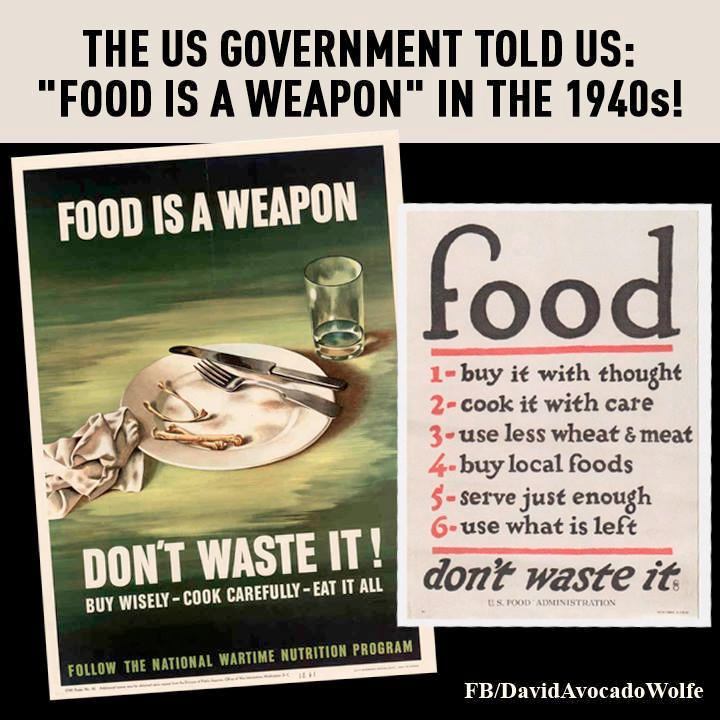 THE US GOVERNMENT TOLD US:
"FOOD IS A WEAPON" IN THE 1940s!
FOOD IS A WEAPON
DON'T WASTE IT!
BUY WISELY - COOK CAREFULLY - EAT IT ALL
FOLLOW THE NATIONAL WARTIME NUTRITION PROGRAM
food
1- buy it with thought
2- cook it with care
3- use less wheat & meat
4- buy local foods
5- serve just enough
6- use what is left
don't waste it
U.S. FOOD ADMINISTRATION
FB/DavidAvocadoWolfe